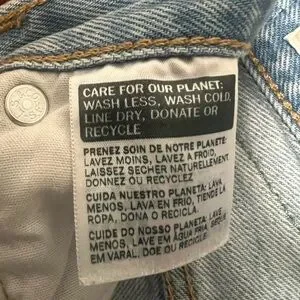 CARE FOR OUR PLANET:
WASH LESS, WASH COLD,
LINE DRY, DONATE OR
RECYCLE
PRENEZ SOIN DE NOTRE PLANETE:
LAVEZ MOINS, LAVEZ A FROID,
LAISSEZ SECHER NATURELLEMENT,
DONNEZ OU RECYCLEZ
CUIDA NUESTRO PLANETA: LAVA
MENOS, LAVA EN FRIO, TIENDE LA
ROPA, DONA O RECICLA.
CUIDE DO NOSSO PLANETA: LAVE
MENOS, LAVE EM AGUA FRIA, SEQUE
EM VARAL, DOE OU RECICLE.